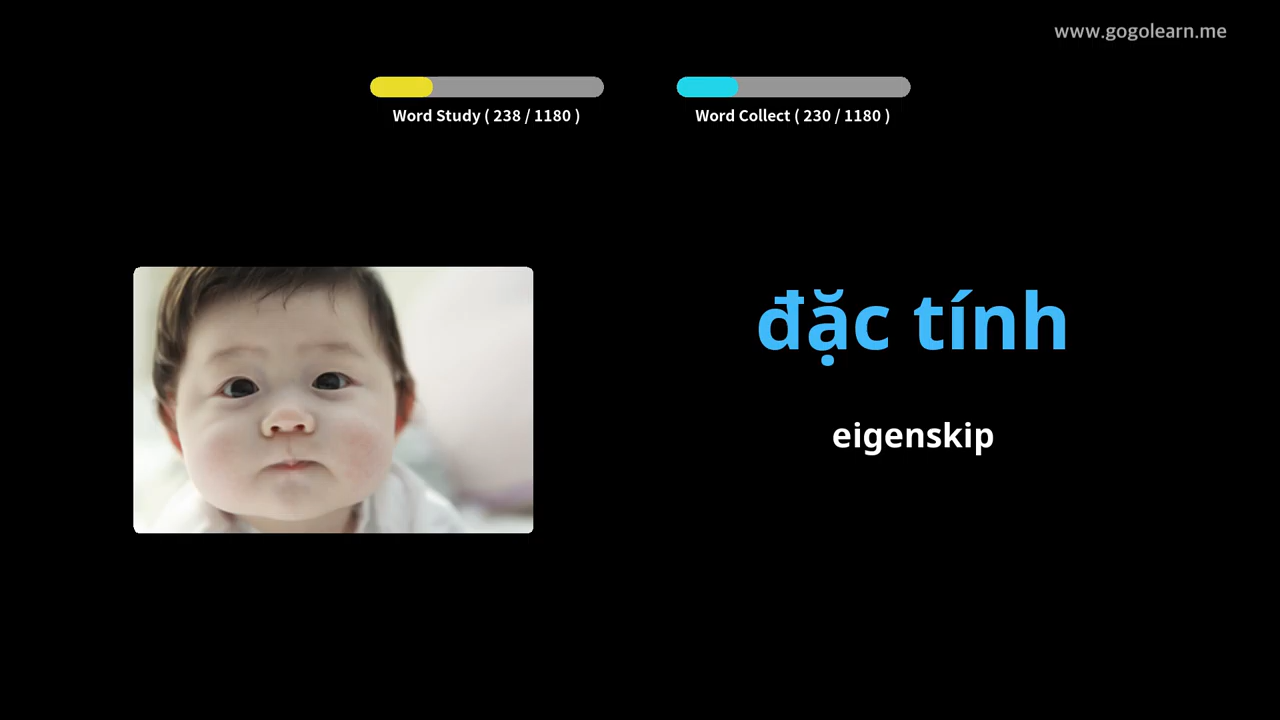 www.gogolearn.me
Word Study ( 238 / 1180 )
Word Collect ( 230 / 1180 )
đặc tính
eigenskip